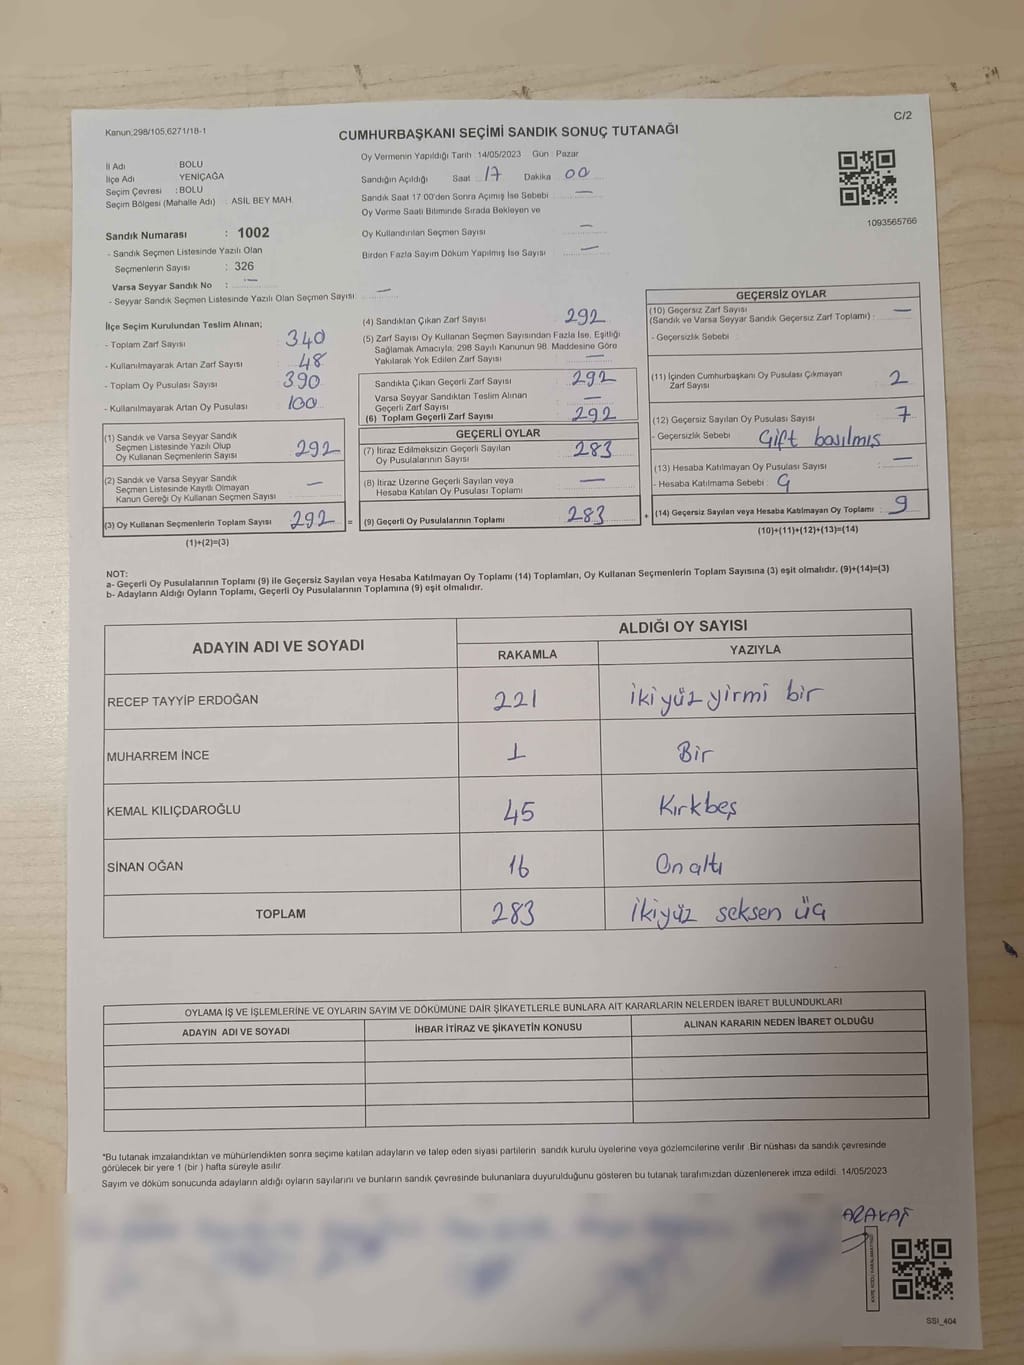 Kanun,298/105,6271/18-1
C/2
CUMHURBAŞKANI SEÇİMİ SANDIK SONUÇ TUTANAĞI
İl Adı BOLU
İlçe Adı YENİÇAĞA
Seçim Çevresi : BOLU
Seçim Bölgesi (Mahalle Adı) : ASIL BEY MAH.
Sandık Numarası : 1002
- Sandık Seçmen Listesinde Yazılı Olan
Seçmenlerin Sayısı : 326
Varsa Seyyar Sandık No : —
- Seyyar Sandık Seçmen Listesinde Yazılı Olan Seçmen Sayısı —
Oy Vermenin Yapıldığı Tarih : 14/05/2023 Gün : Pazar
Sandığın Açıldığı Saat 17 Dakika 00
Sandık Saat 17:00'den Sonra Açılmış İse Sebebi —
Oy Verme Saati Bitiminde Sırada Bekleyen ve
Oy Kullandırılan Seçmen Sayısı —
Birden Fazla Sayım Döküm Yapılmış İse Sayısı —
1093565766
İlçe Seçim Kurulundan Teslim Alınan;
- Toplam Zarf Sayısı 340
- Kullanılmayarak Artan Zarf Sayısı 48
- Toplam Oy Pusulası Sayısı 390
- Kullanılmayarak Artan Oy Pusulası 100
(1) Sandık ve Varsa Seyyar Sandık
Seçmen Listesinde Yazılı Olup
Oy Kullanan Seçmenlerin Sayısı 292
(2) Sandık ve Varsa Seyyar Sandık
Seçmen Listesinde Kayıtlı Olmayan
Kanun Gereği Oy Kullanan Seçmen Sayısı —
(3) Oy Kullanan Seçmenlerin Toplam Sayısı 292 =
(1)+(2)=(3)
(4) Sandıktan Çıkan Zarf Sayısı 292
(5) Zarf Sayısı Oy Kullanan Seçmen Sayısından Fazla İse, Eşitliği
Sağlamak Amacıyla, 298 Sayılı Kanunun 98. Maddesine Göre
Yakılarak Yok Edilen Zarf Sayısı —
Sandıkta Çıkan Geçerli Zarf Sayısı 292
Varsa Seyyar Sandıktan Teslim Alınan
Geçerli Zarf Sayısı —
(6) Toplam Geçerli Zarf Sayısı 292
GEÇERLİ OYLAR
(7) İtiraz Edilmeksizin Geçerli Sayılan
Oy Pusulalarının Sayısı 283
(8) İtiraz Üzerine Geçerli Sayılan veya
Hesaba Katılan Oy Pusulası Toplamı —
(9) Geçerli Oy Pusulalarının Toplamı 283 +
GEÇERSİZ OYLAR
(10) Geçersiz Zarf Sayısı
(Sandık ve Varsa Seyyar Sandık Geçersiz Zarf Toplamı) : —
- Geçersizlik Sebebi
(11) İçinden Cumhurbaşkanı Oy Pusulası Çıkmayan
Zarf Sayısı 2
(12) Geçersiz Sayılan Oy Pusulası Sayısı 7
- Geçersizlik Sebebi Çift basılmış
(13) Hesaba Katılmayan Oy Pusulası Sayısı : —
- Hesaba Katılmama Sebebi : 9
(14) Geçersiz Sayılan veya Hesaba Katılmayan Oy Toplamı : 9
(10)+(11)+(12)+(13)=(14)
NOT:
a- Geçerli Oy Pusulalarının Toplamı (9) ile Geçersiz Sayılan veya Hesaba Katılmayan Oy Toplamı (14) Toplamları, Oy Kullanan Seçmenlerin Toplam Sayısına (3) eşit olmalıdır. (9)+(14)=(3)
b- Adayların Aldığı Oyların Toplamı, Geçerli Oy Pusulalarının Toplamına (9) eşit olmalıdır.
ADAYIN ADI VE SOYADI
ALDIĞI OY SAYISI
RAKAMLA YAZIYLA
RECEP TAYYİP ERDOĞAN 221 ikiyüz yirmi bir
MUHARREM İNCE 1 Bir
KEMAL KILIÇDAROĞLU 45 Kırkbeş
SİNAN OĞAN 16 On altı
TOPLAM 283 ikiyüz seksen üç
OYLAMA İŞ VE İŞLEMLERİNE VE OYLARIN SAYIM VE DÖKÜMÜNE DAİR ŞİKAYETLERLE BUNLARA AİT KARARLARIN NELERDEN İBARET BULUNDUKLARI
ADAYIN ADI VE SOYADI İHBAR İTİRAZ VE ŞİKAYETİN KONUSU ALINAN KARARIN NEDEN İBARET OLDUĞU
*Bu tutanak imzalandıktan ve mühürlendikten sonra seçime katılan adayların ve talep eden siyasi partilerin sandık kurulu üyelerine veya gözlemcilerine verilir. Bir nüshası da sandık çevresinde
görülecek bir yere 1 (bir ) hafta süreyle asılır.
Sayım ve döküm sonucunda adayların aldığı oyların sayılarını ve bunların sandık çevresinde bulunanlara duyurulduğunu gösteren bu tutanak tarafımızdan düzenlenerek imza edildi. 14/05/2023
SSI_404